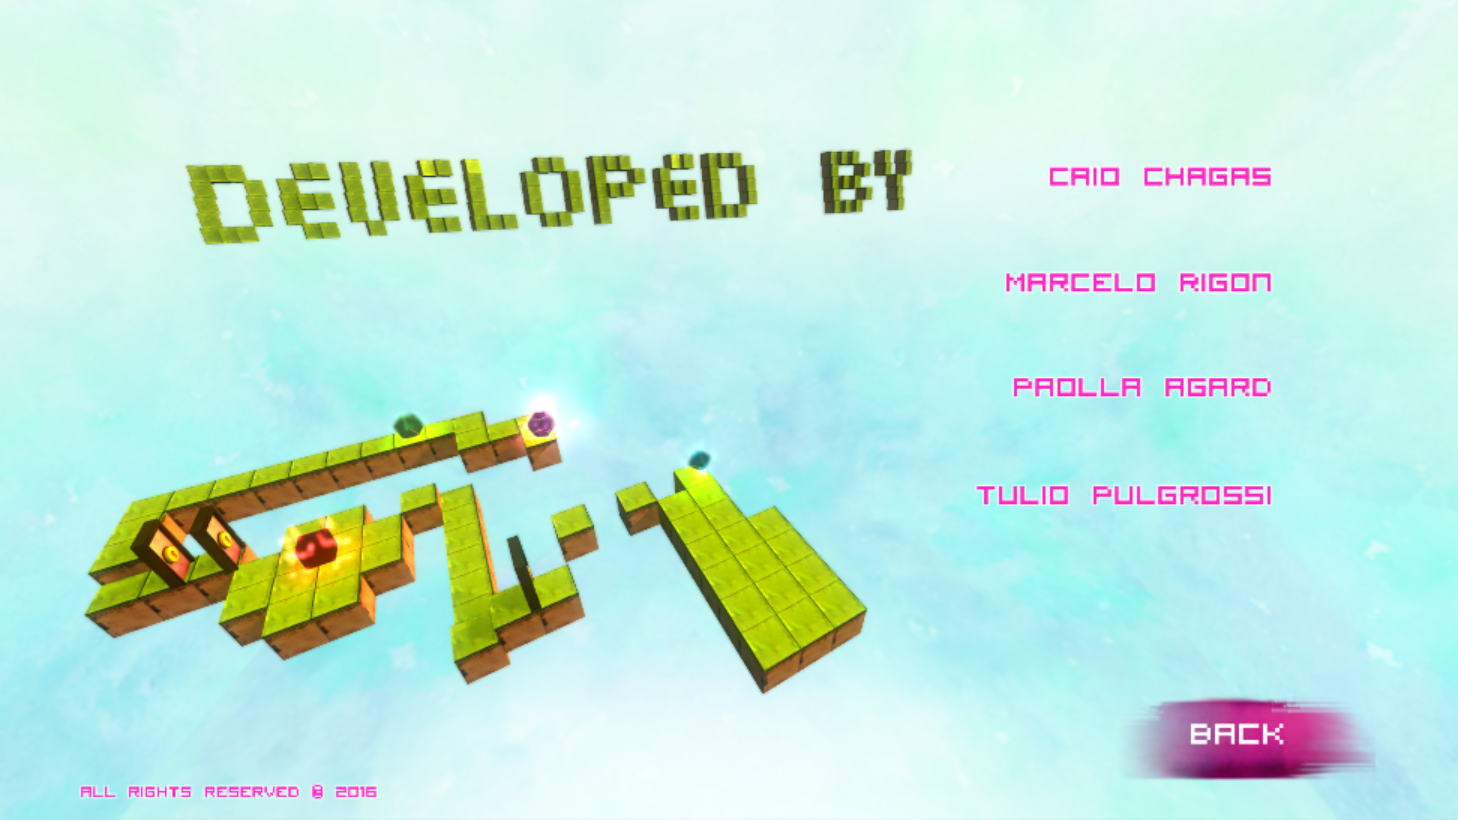 DEVELOPED BY
CAIO CHAGAS
MARCELO RIGON
PAOLLA AGARD
TULIO PULGROSSI
BACK
ALL RIGHTS RESERVED ® 2016